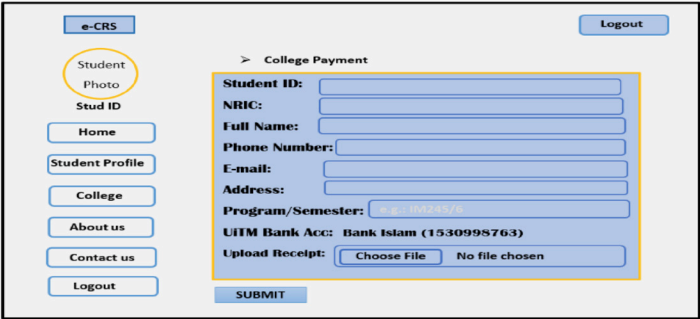 e-CRS
Logout
Student
Photo
Stud ID
Home
Student Profile
College
About us
Contact us
Logout
➢ College Payment
Student ID:
NRIC:
Full Name:
Phone Number:
E-mail:
Address:
Program/Semester: e.g.: IM245/6
UiTM Bank Acc: Bank Islam (1530998763)
Upload Receipt: Choose File No file chosen
SUBMIT